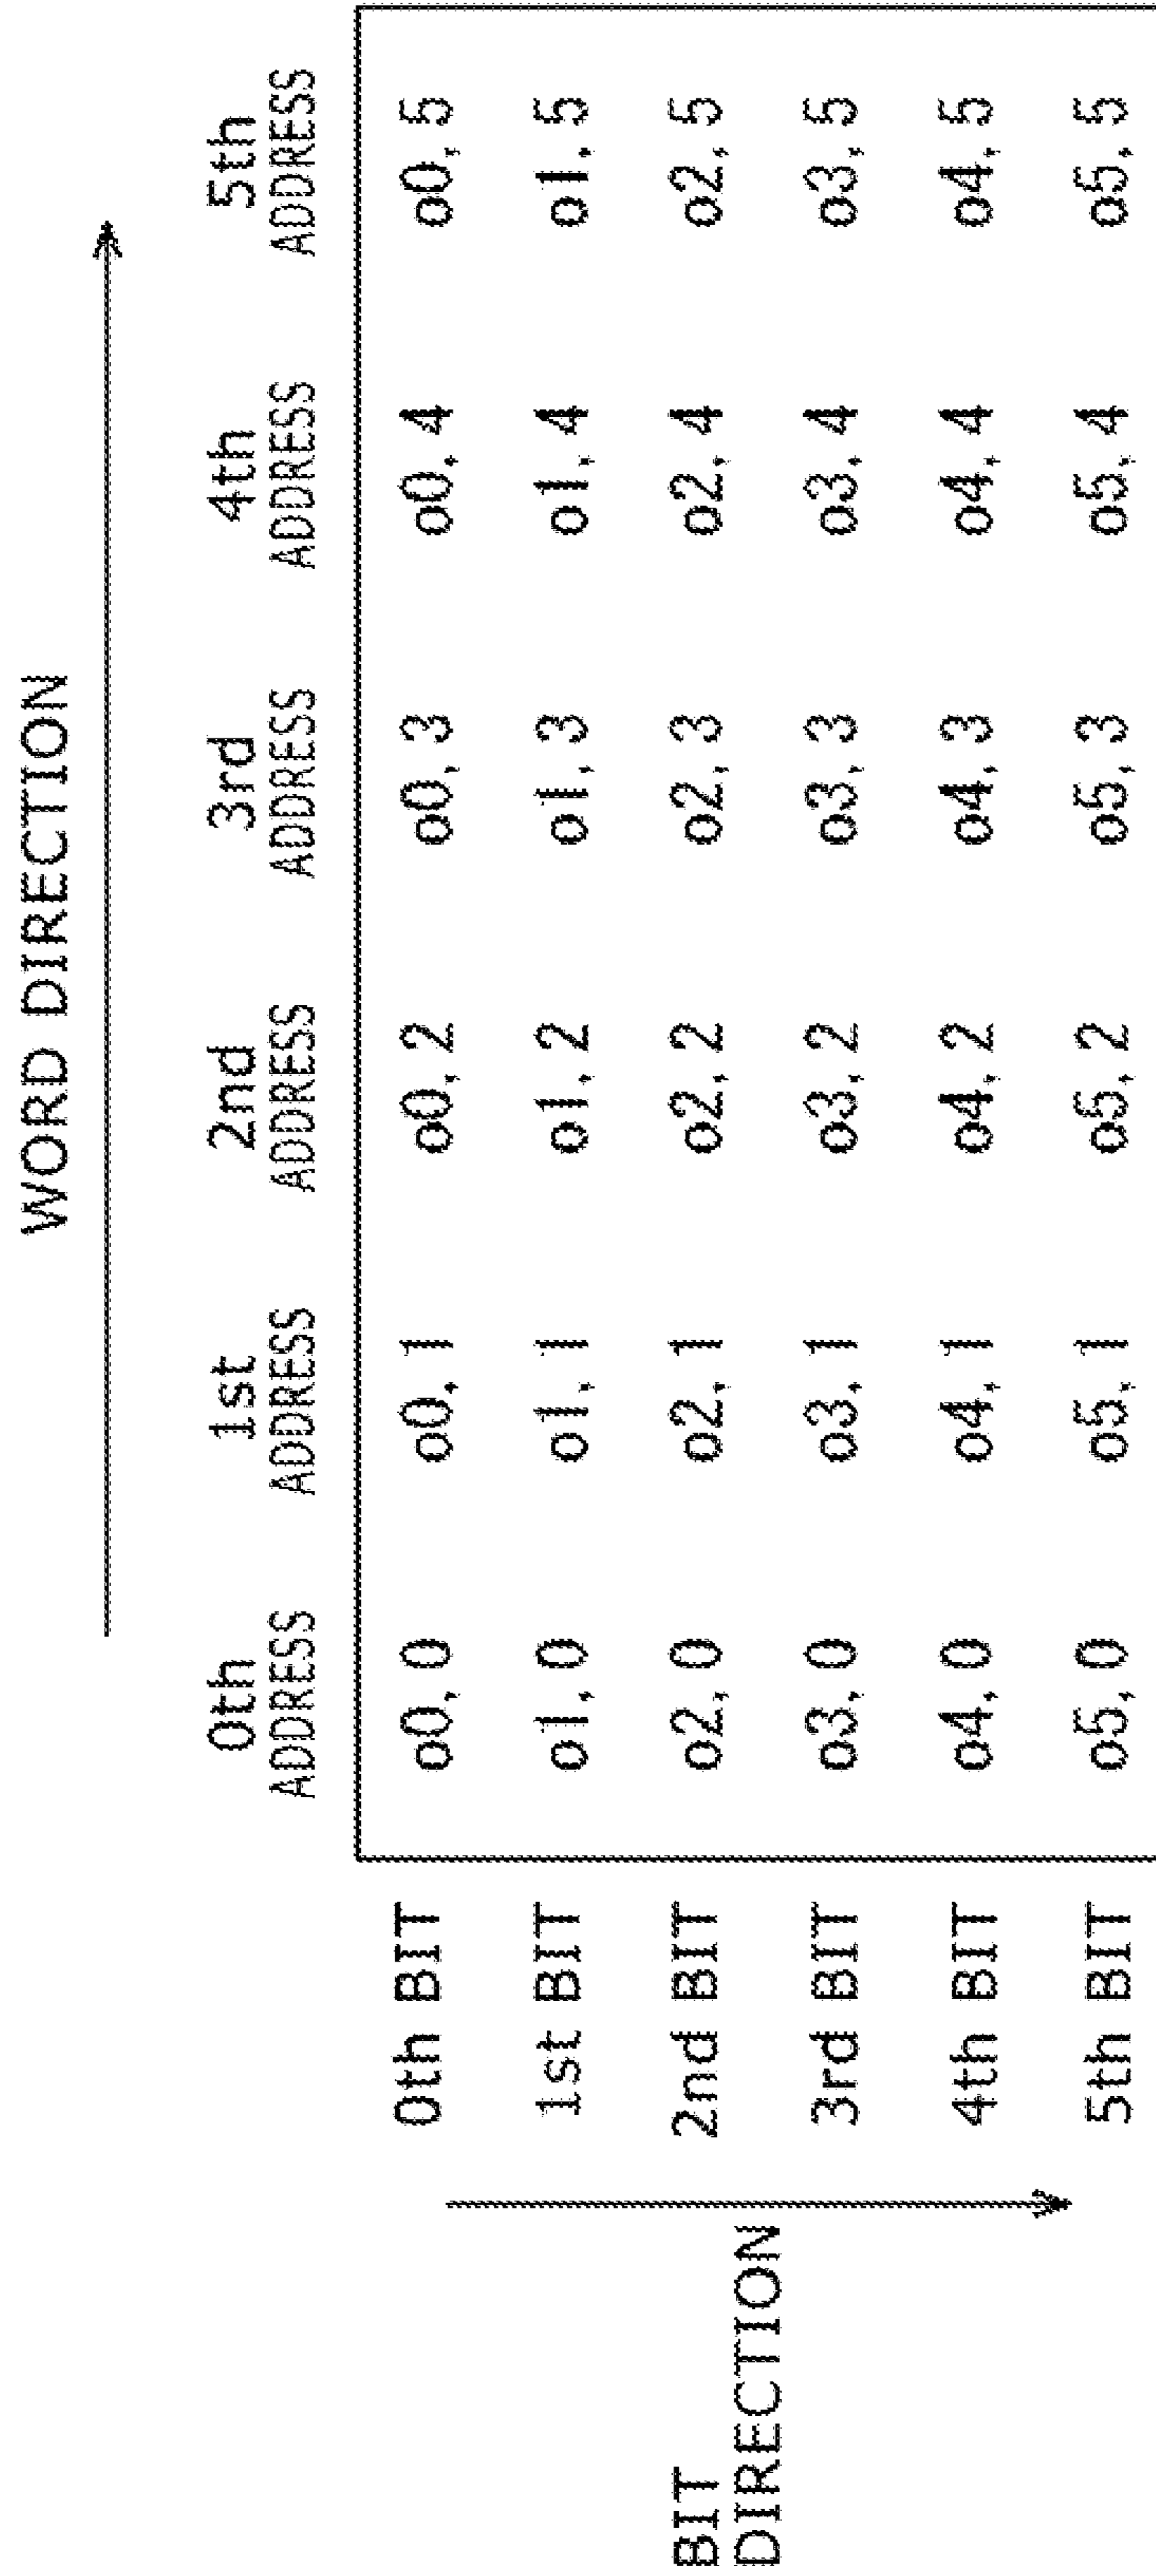 WORD DIRECTION
0th ADDRESS 1st ADDRESS 2nd ADDRESS 3rd ADDRESS 4th ADDRESS 5th ADDRESS
0th BIT o0,0 o0,1 o0,2 o0,3 o0,4 o0,5
1st BIT o1,0 o1,1 o1,2 o1,3 o1,4 o1,5
2nd BIT o2,0 o2,1 o2,2 o2,3 o2,4 o2,5
3rd BIT o3,0 o3,1 o3,2 o3,3 o3,4 o3,5
4th BIT o4,0 o4,1 o4,2 o4,3 o4,4 o4,5
5th BIT o5,0 o5,1 o5,2 o5,3 o5,4 o5,5
BIT
DIRECTION